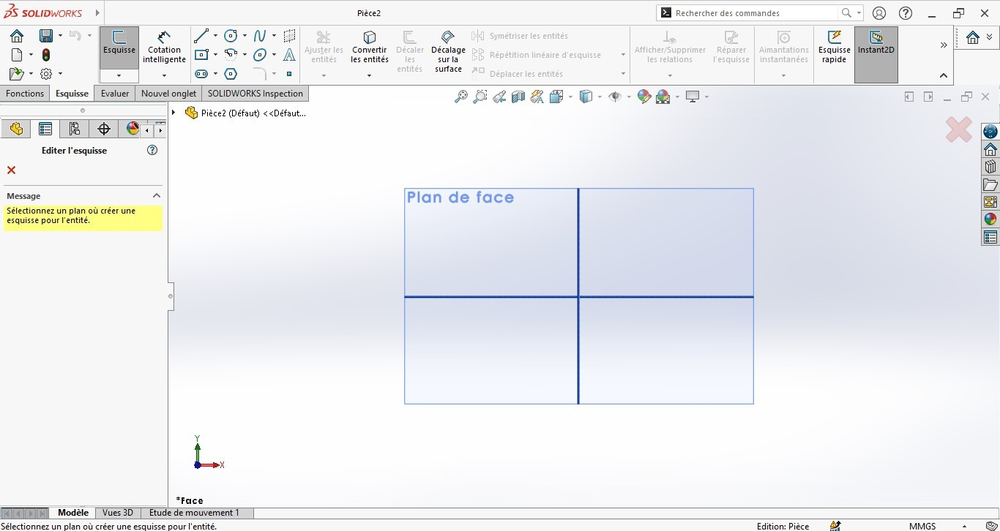 SOLIDWORKS
Pièce2
Rechercher des commandes
Esquisse
Cotation
intelligente
Ajuster les
entités
Convertir
les entités
Décaler
les
entités
Décalage
sur la
surface
Symétriser les entités
Répétition linéaire d'esquisse
Déplacer les entités
Afficher/Supprimer
les relations
Réparer
l'esquisse
Aimantations
instantanées
Esquisse
rapide
Instant2D
Fonctions
Esquisse
Evaluer
Nouvel onglet
SOLIDWORKS Inspection
Pièce2 (Défaut) <<Défaut...
Editer l'esquisse
Message
Sélectionnez un plan où créer une
esquisse pour l'entité.
Plan de face
Y
X
*Face
Modèle
Vues 3D
Etude de mouvement 1
Sélectionnez un plan où créer une esquisse pour l'entité.
Edition: Pièce
MMGS